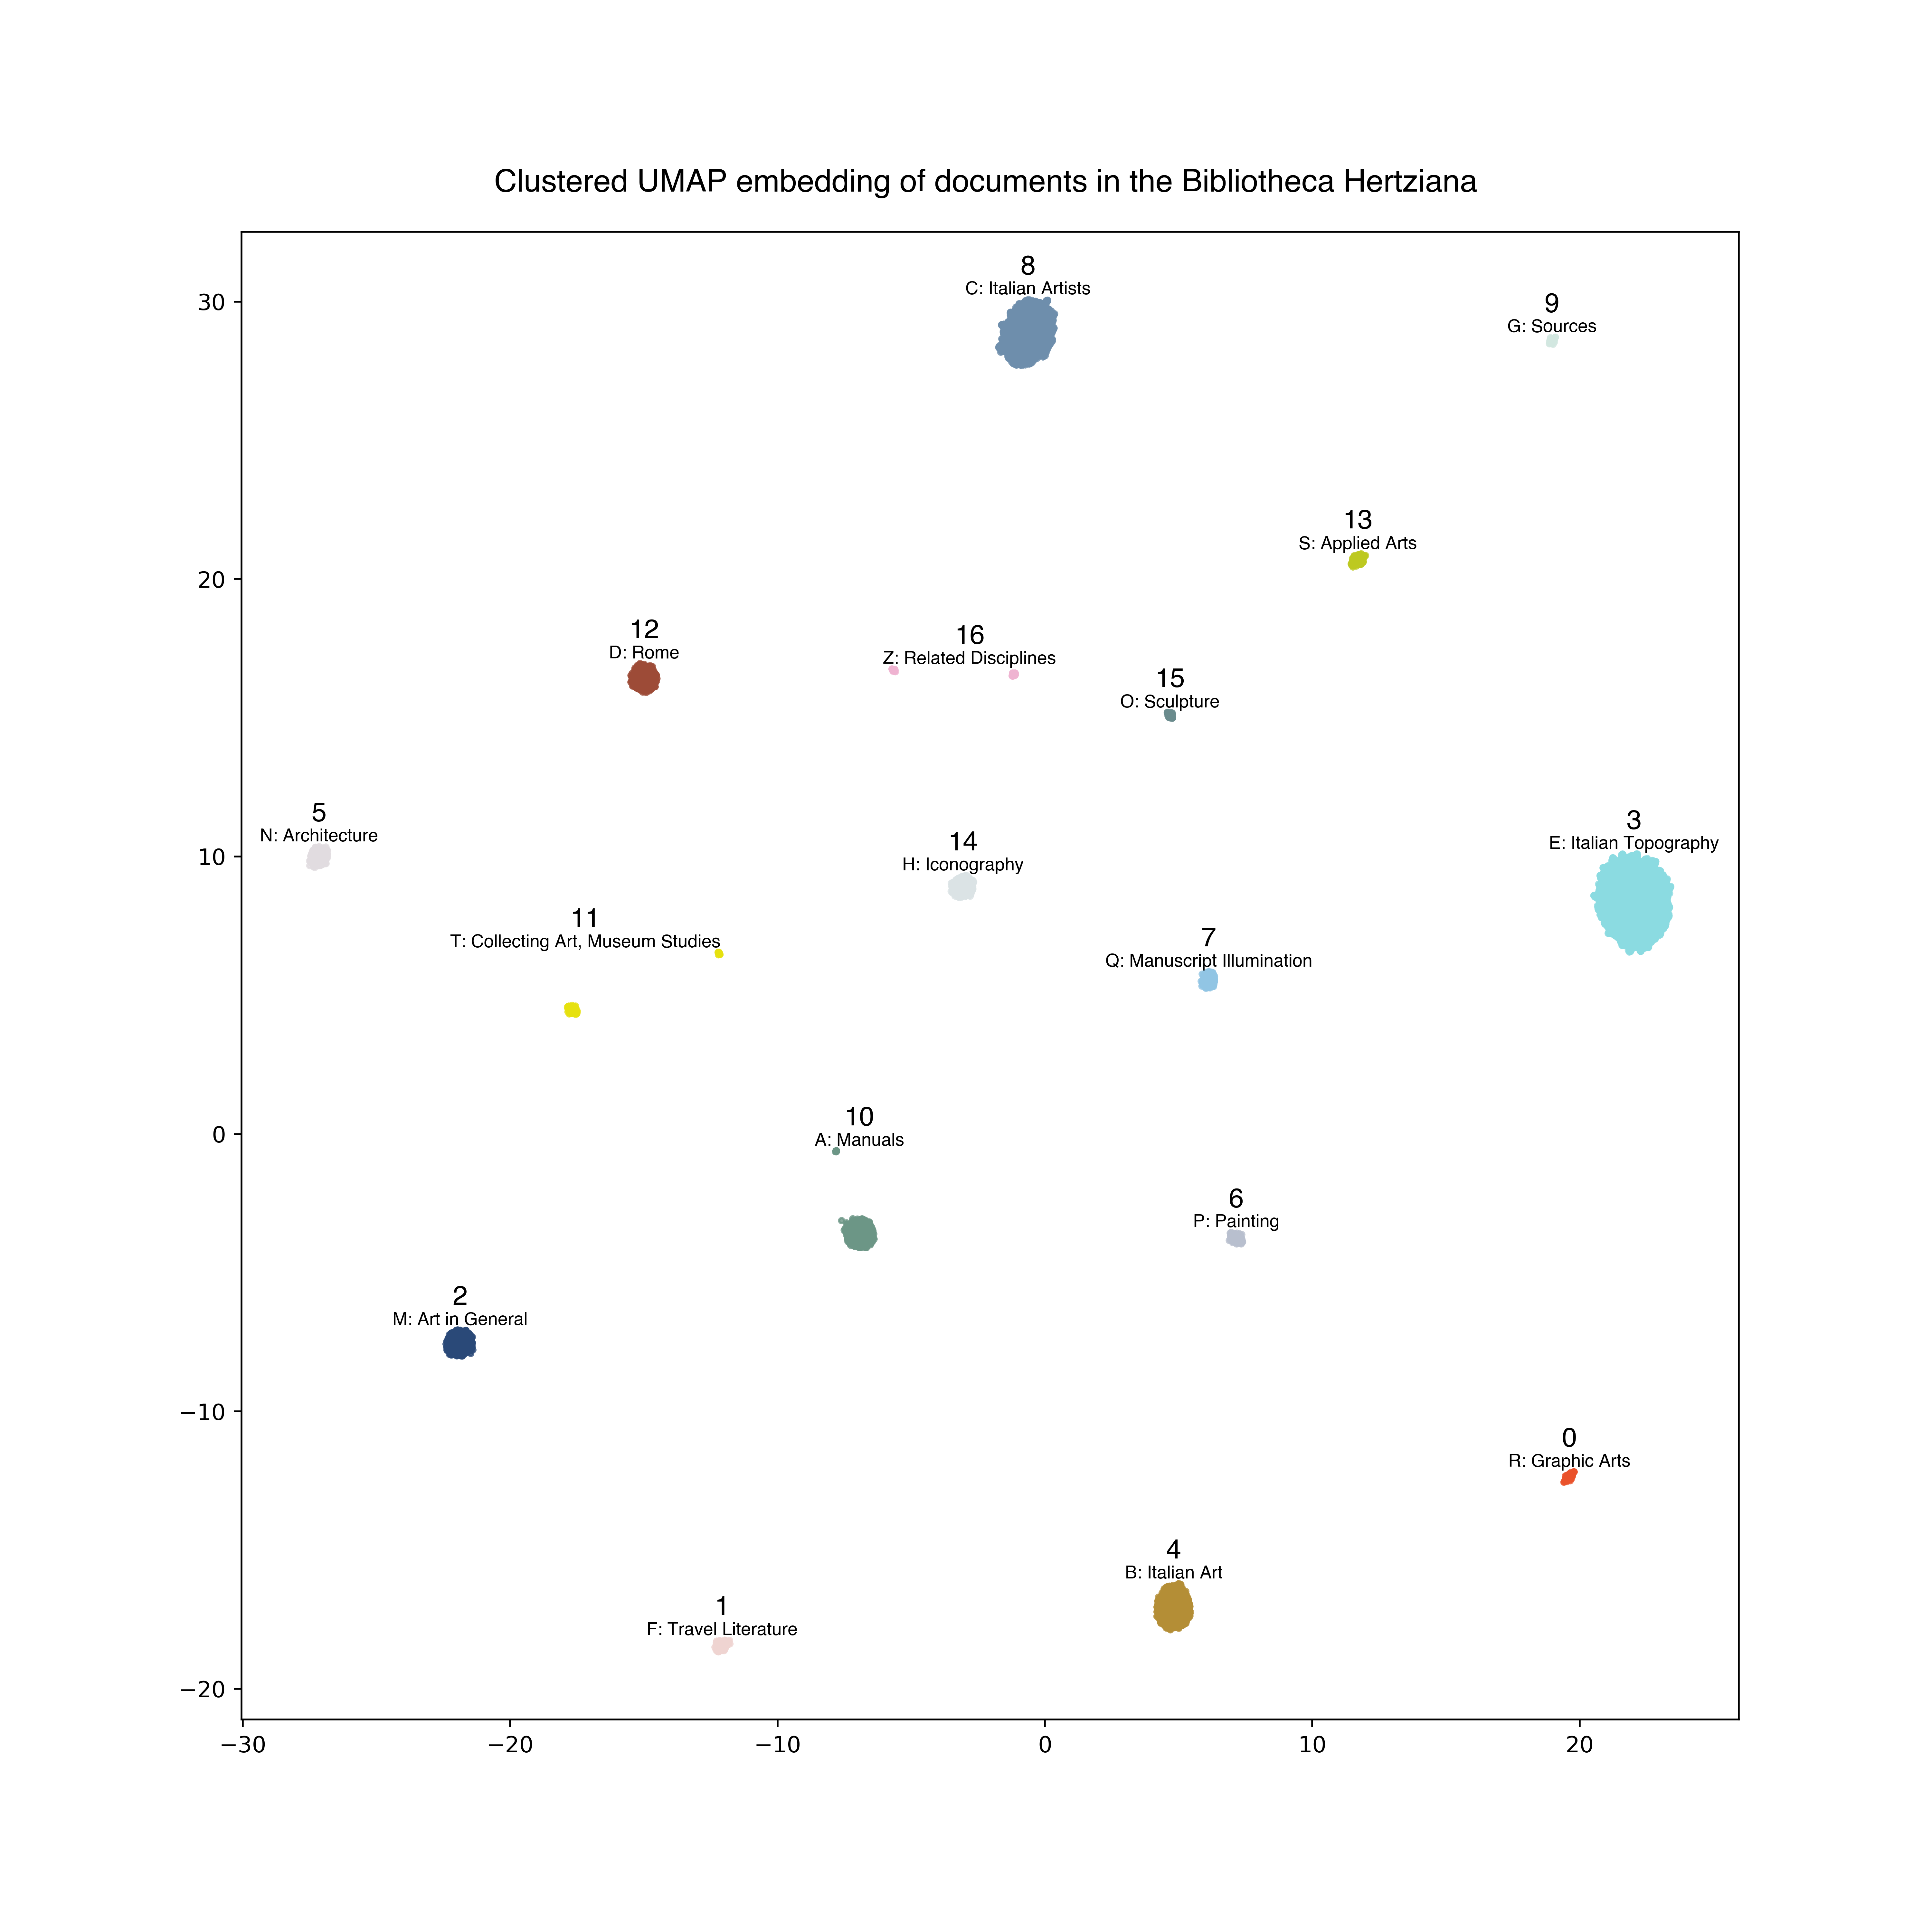 Clustered UMAP embedding of documents in the Bibliotheca Hertziana
8
C: Italian Artists
9
G: Sources
13
S: Applied Arts
12
D: Rome
16
Z: Related Disciplines
15
O: Sculpture
5
N: Architecture
14
H: Iconography
3
E: Italian Topography
11
T: Collecting Art, Museum Studies
7
Q: Manuscript Illumination
10
A: Manuals
6
P: Painting
2
M: Art in General
0
R: Graphic Arts
4
B: Italian Art
1
F: Travel Literature
30
20
10
0
−10
−20
−30 −20 −10 0 10 20